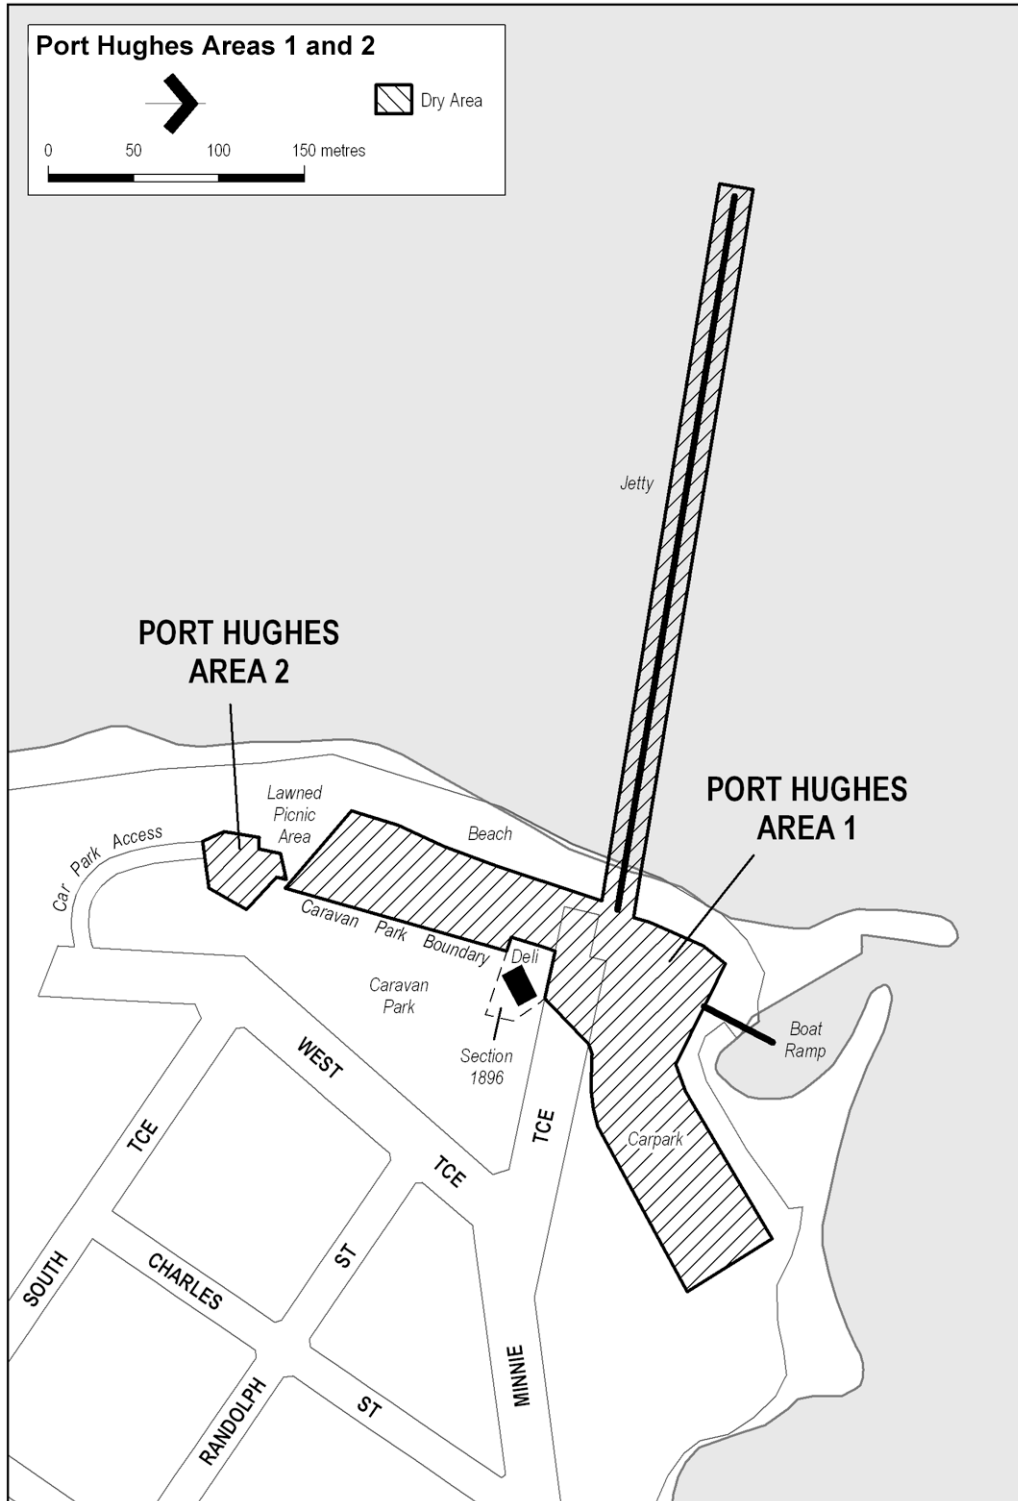 Port Hughes Areas 1 and 2
Dry Area
0 50 100 150 metres
Jetty
PORT HUGHES
AREA 2
PORT HUGHES
AREA 1
Lawned
Picnic
Area
Beach
Car Park Access
Caravan Park Boundary
Deli
Caravan
Park
Section
1896
Boat
Ramp
Carpark
WEST
TCE
TCE
TCE
SOUTH
CHARLES
ST
ST
RANDOLPH
MINNIE